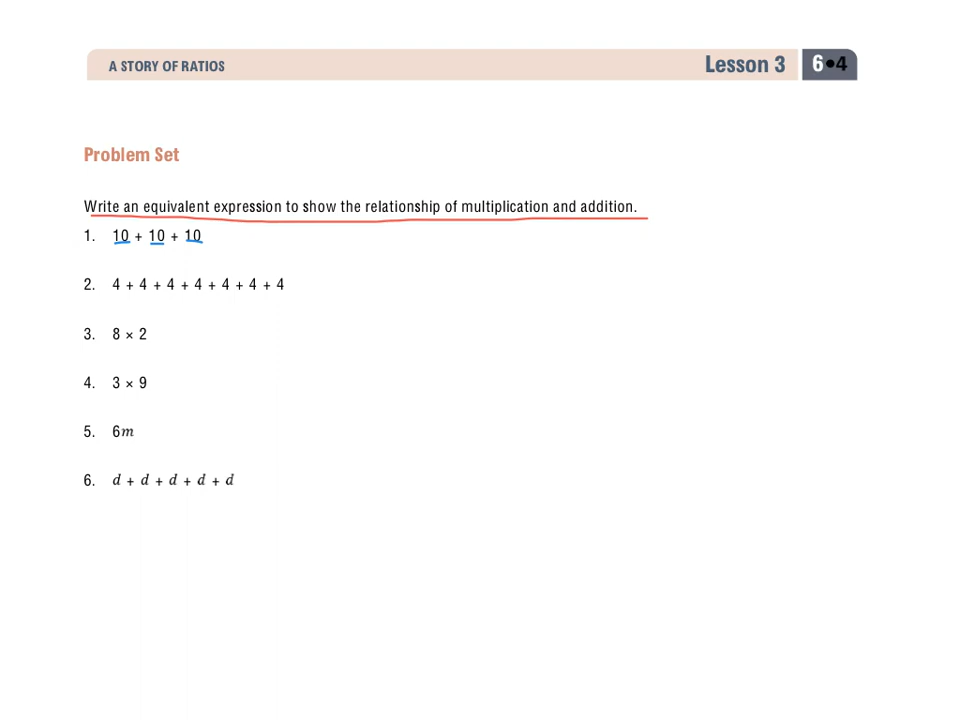 A STORY OF RATIOS
Lesson 3
6•4
Problem Set
Write an equivalent expression to show the relationship of multiplication and addition.
1. 10 + 10 + 10
2. 4 + 4 + 4 + 4 + 4 + 4 + 4
3. 8 × 2
4. 3 × 9
5. 6m
6. d + d + d + d + d